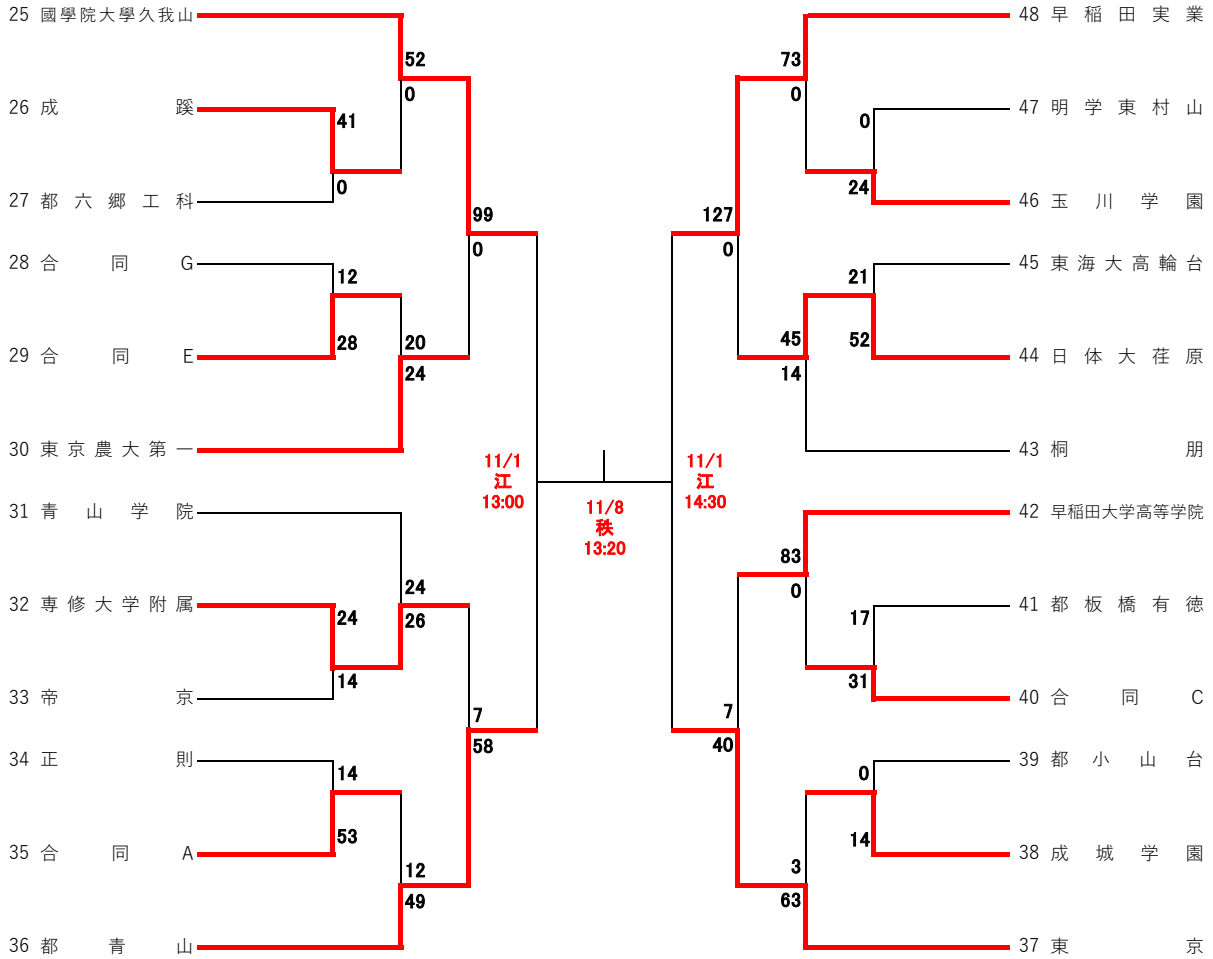 25 國學院大學久我山
52
0
26 成蹊
41
0
27 都六郷工科
99
0
28 合同G
12
28
29 合同E
20
24
30 東京農大第一
11/1
江
13:00
31 青山学院
24
26
32 専修大学附属
24
14
33 帝京
7
58
34 正則
14
53
35 合同A
12
49
36 都青山
11/8
秩
13:20
48 早稲田実業
73
0
47 明学東村山
0
24
46 玉川学園
127
0
45 東海大高輪台
21
52
44 日体大荏原
45
14
43 桐朋
11/1
江
14:30
42 早稲田大学高等学院
83
0
41 都板橋有徳
17
31
40 合同C
7
40
39 都小山台
0
14
38 成城学園
3
63
37 東京